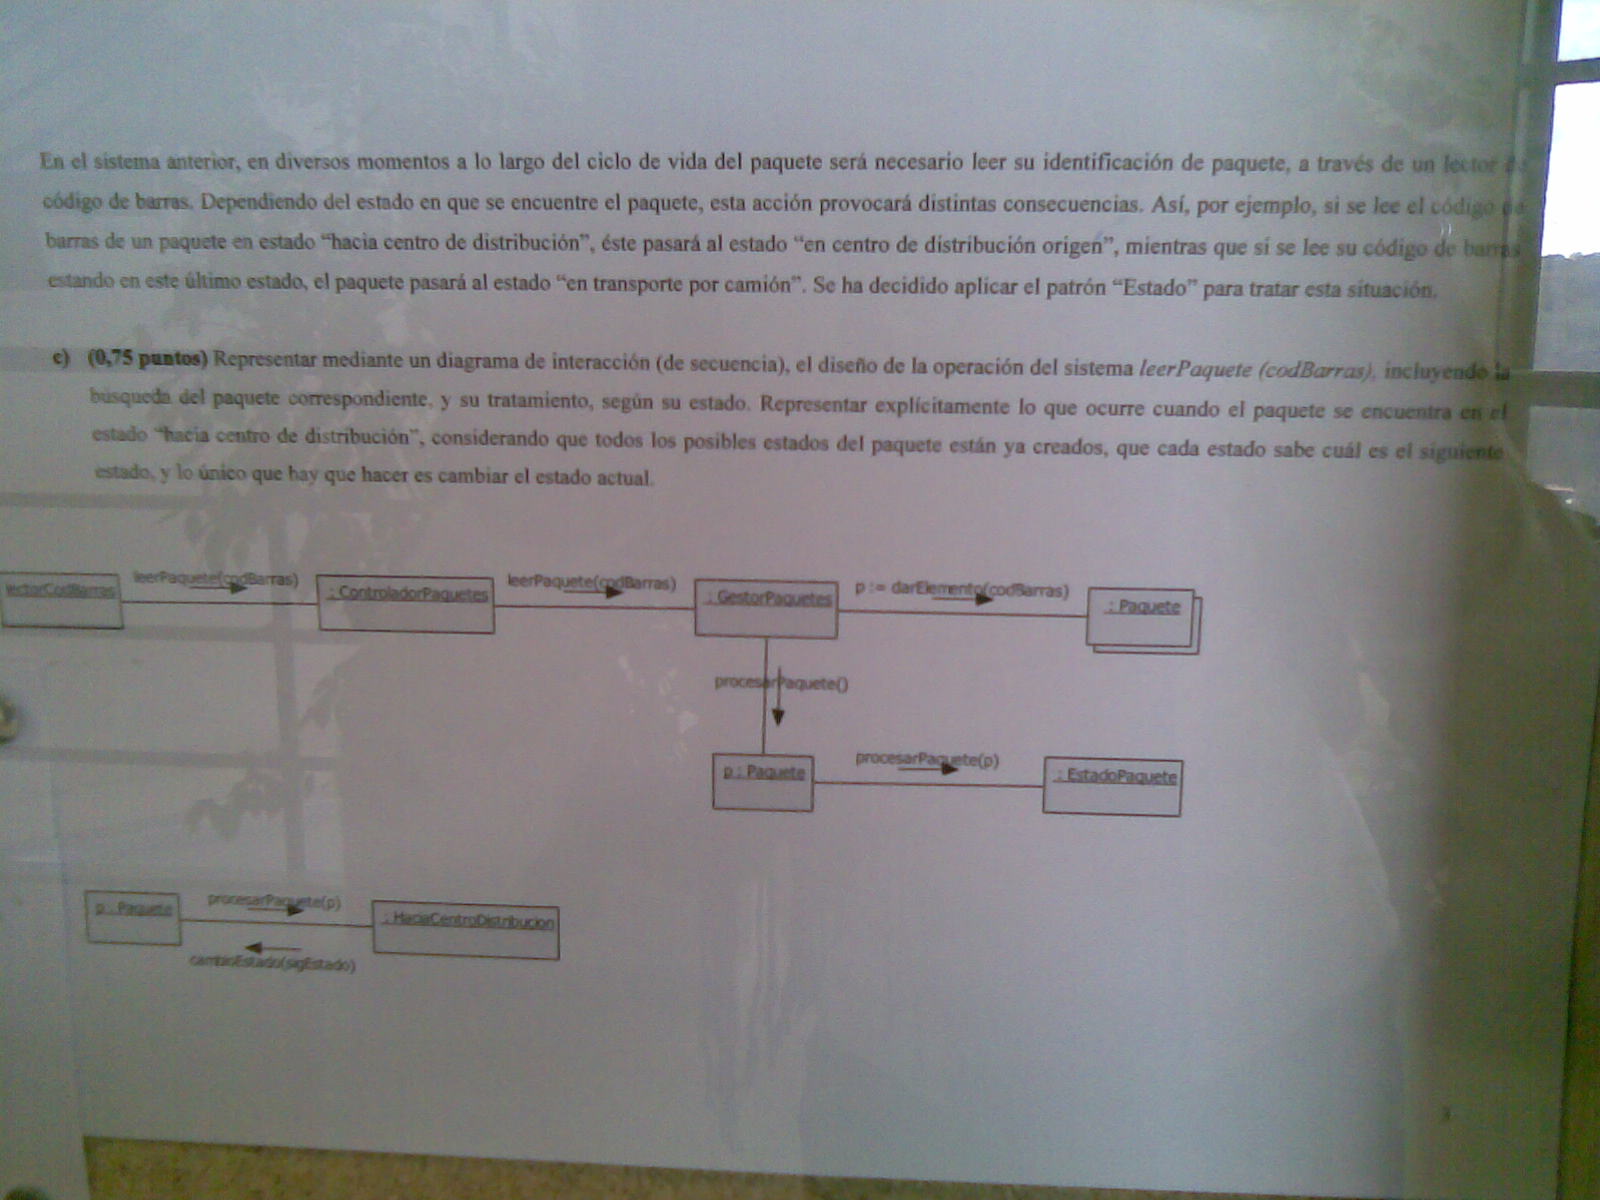 En el sistema anterior, en diversos momentos a lo largo del ciclo de vida del paquete será necesario leer su identificación de paquete, a través de un lector de
código de barras. Dependiendo del estado en que se encuentre el paquete, esta acción provocará distintas consecuencias. Así, por ejemplo, si se lee el código de
barras de un paquete en estado “hacia centro de distribución”, éste pasará al estado “en centro de distribución origen”, mientras que si se lee su código de barras
estando en este último estado, el paquete pasará al estado “en transporte por camión”. Se ha decidido aplicar el patrón “Estado” para tratar esta situación.
c) (0,75 puntos) Representar mediante un diagrama de interacción (de secuencia), el diseño de la operación del sistema leerPaquete (codBarras), incluyendo la
búsqueda del paquete correspondiente, y su tratamiento, según su estado. Representar explícitamente lo que ocurre cuando el paquete se encuentra en el
estado “hacia centro de distribución”, considerando que todos los posibles estados del paquete están ya creados, que cada estado sabe cuál es el siguiente
estado, y lo único que hay que hacer es cambiar el estado actual.
lectorCodBarras
leerPaquete(codBarras)
: ControladorPaquetes
leerPaquete(codBarras)
: GestorPaquetes
p := darElemento(codBarras)
: Paquete
procesarPaquete()
p : Paquete
procesarPaquete(p)
: EstadoPaquete
p : Paquete
procesarPaquete(p)
: HaciaCentroDistribucion
cambioEstado(sigEstado)